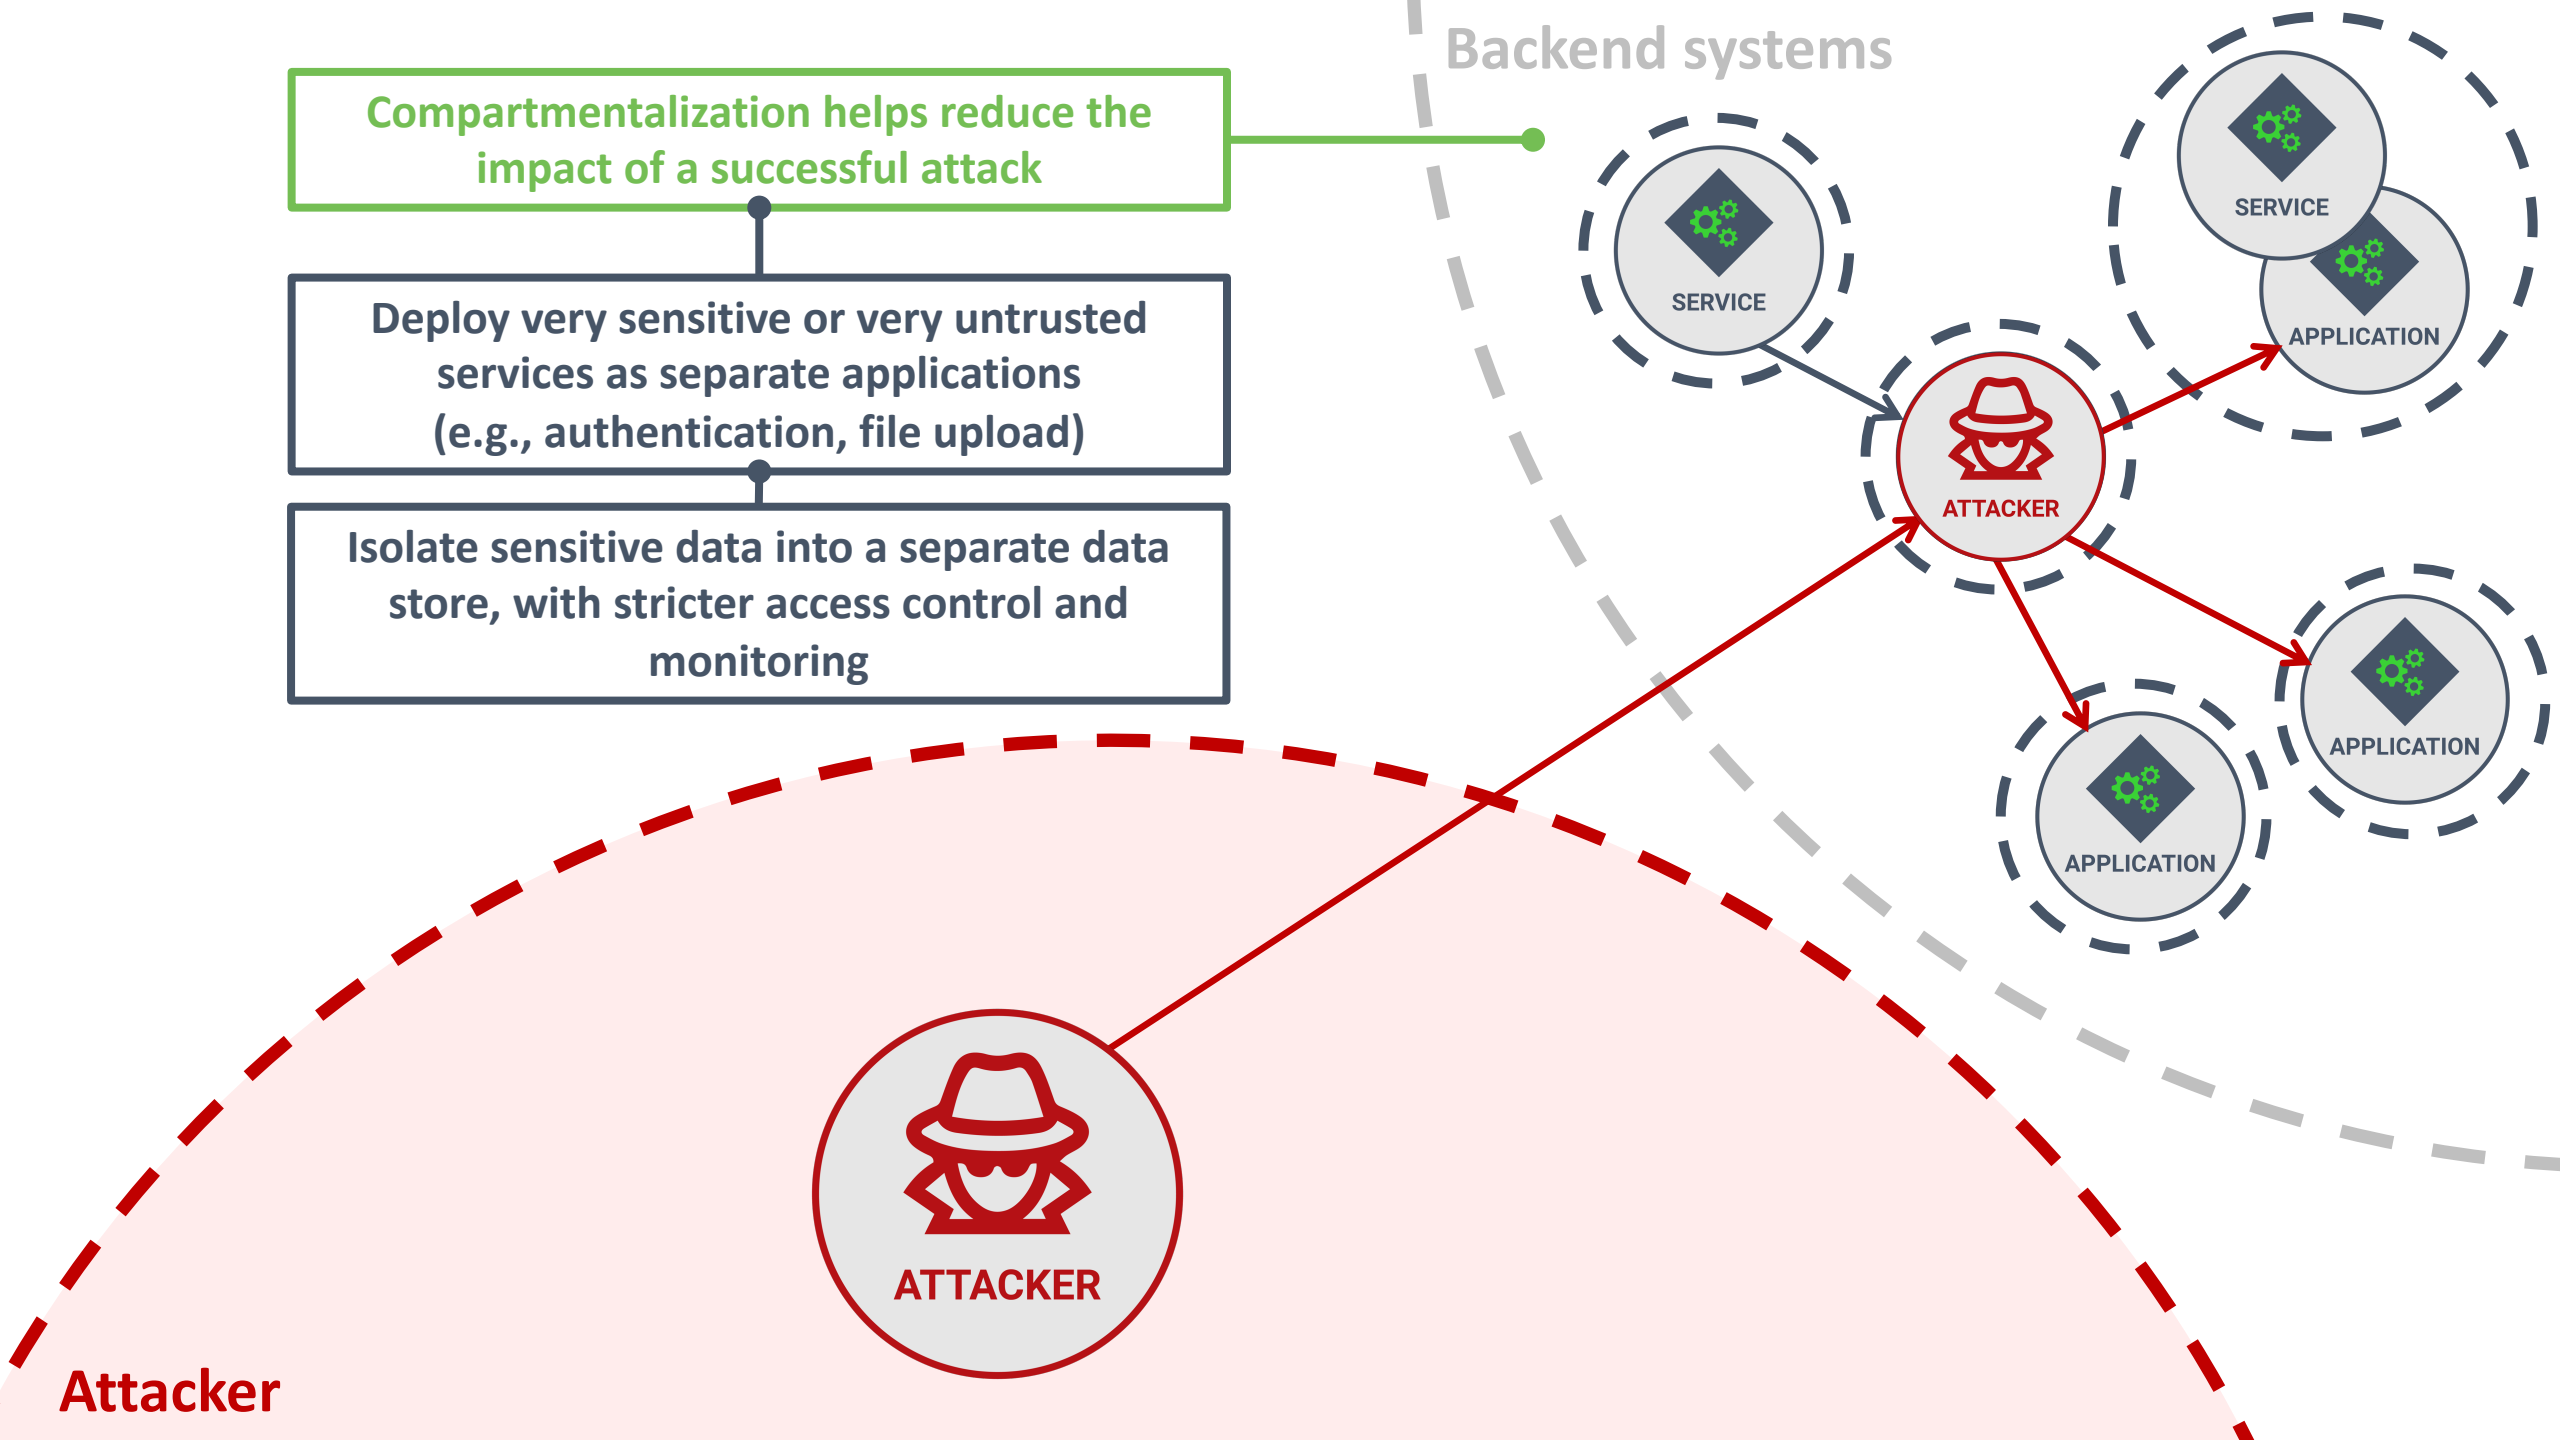 Backend systems
Compartmentalization helps reduce the
impact of a successful attack
Deploy very sensitive or very untrusted
services as separate applications
(e.g., authentication, file upload)
Isolate sensitive data into a separate data
store, with stricter access control and
monitoring
SERVICE
SERVICE
APPLICATION
ATTACKER
APPLICATION
APPLICATION
ATTACKER
Attacker